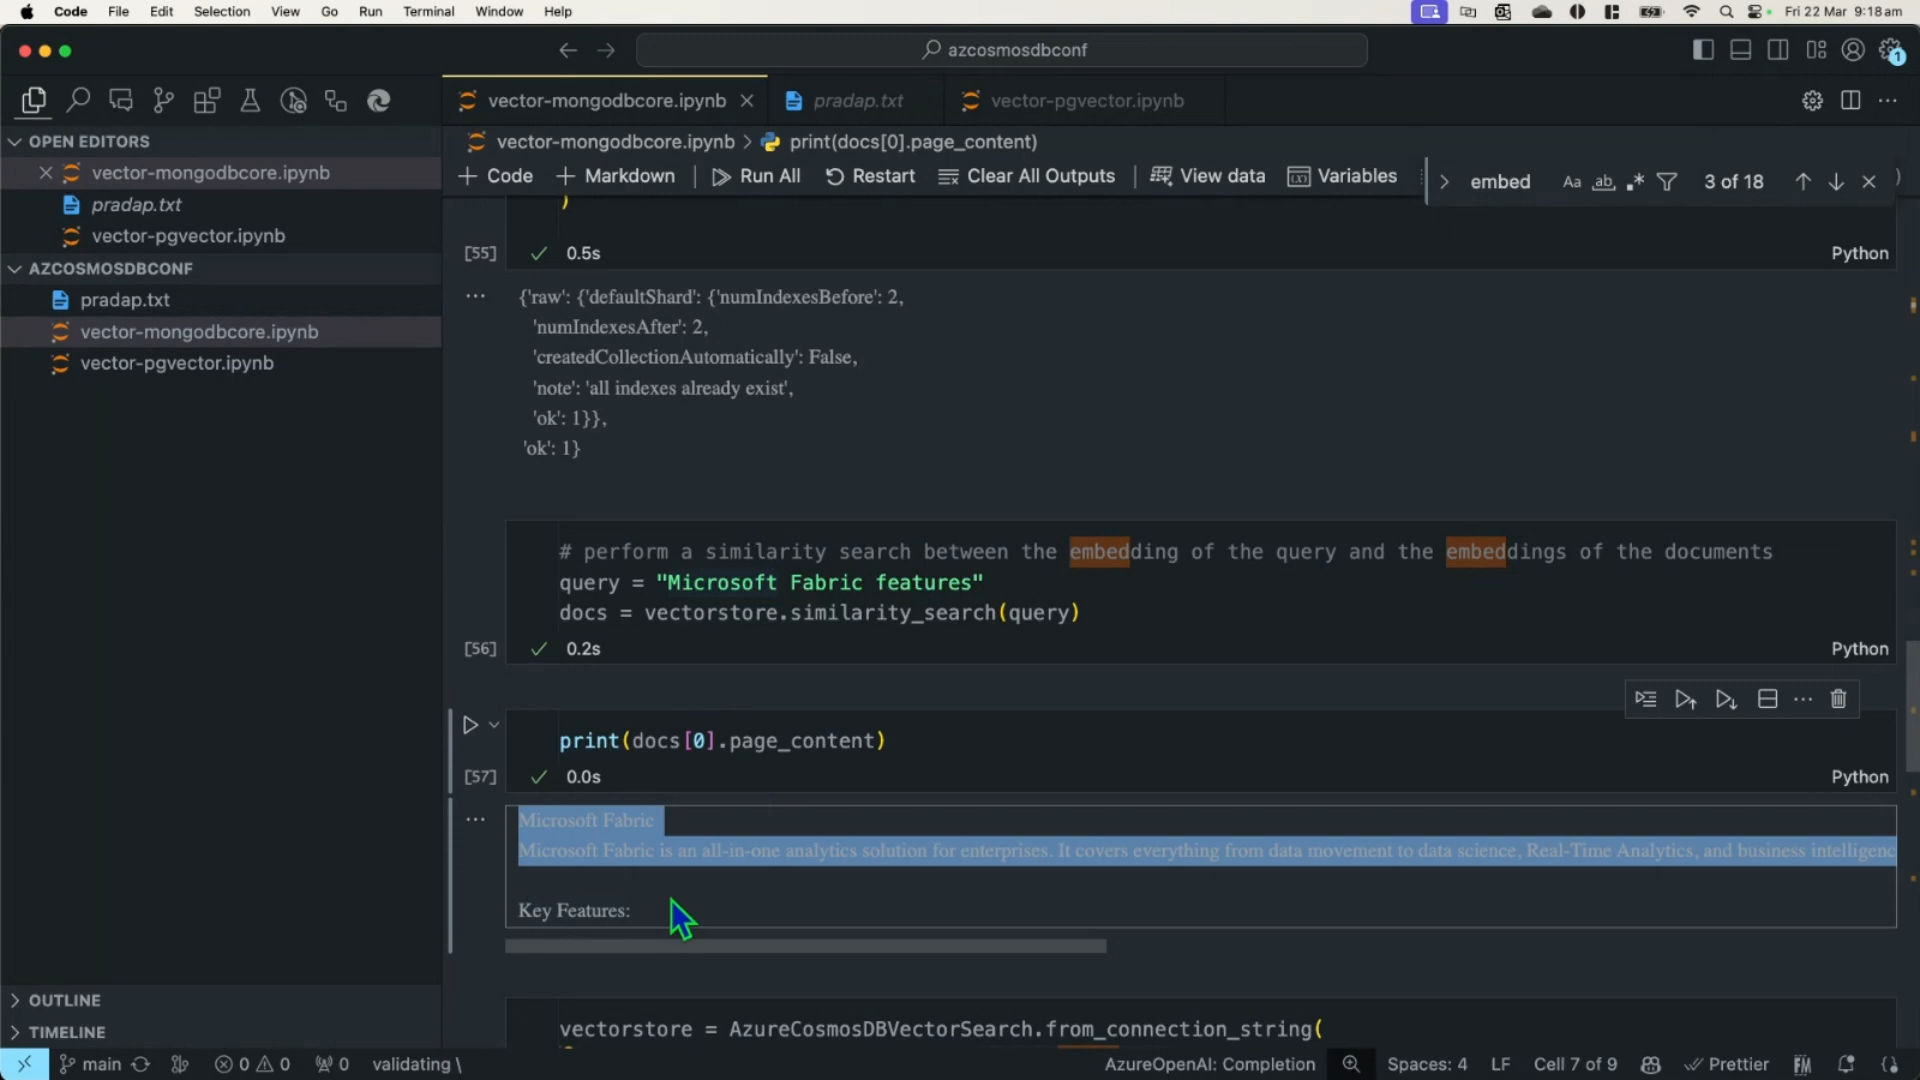 Code File Edit Selection View Go Run Terminal Window Help Fri 22 Mar 9:18 am
azcosmosdbconf
1
vector-mongodbcore.ipynb pradap.txt vector-pgvector.ipynb
OPEN EDITORS
vector-mongodbcore.ipynb > print(docs[0].page_content)
vector-mongodbcore.ipynb
+ Code + Markdown Run All Restart Clear All Outputs View data Variables
> embed Aa ab .* 3 of 18
pradap.txt
)
vector-pgvector.ipynb
[55] 0.5s Python
AZCOSMOSDBCONF
pradap.txt
vector-mongodbcore.ipynb
vector-pgvector.ipynb
{'raw': {'defaultShard': {'numIndexesBefore': 2,
'numIndexesAfter': 2,
'createdCollectionAutomatically': False,
'note': 'all indexes already exist',
'ok': 1}},
'ok': 1}
# perform a similarity search between the embedding of the query and the embeddings of the documents
query = "Microsoft Fabric features"
docs = vectorstore.similarity_search(query)
[56] 0.2s Python
print(docs[0].page_content)
[57] 0.0s Python
Microsoft Fabric
Microsoft Fabric is an all-in-one analytics solution for enterprises. It covers everything from data movement to data science, Real-Time Analytics, and business intelligenc
Key Features:
OUTLINE
TIMELINE
vectorstore = AzureCosmosDBVectorSearch.from_connection_string(
main 0 0 0 validating \ AzureOpenAI: Completion Spaces: 4 LF Cell 7 of 9 Prettier FM